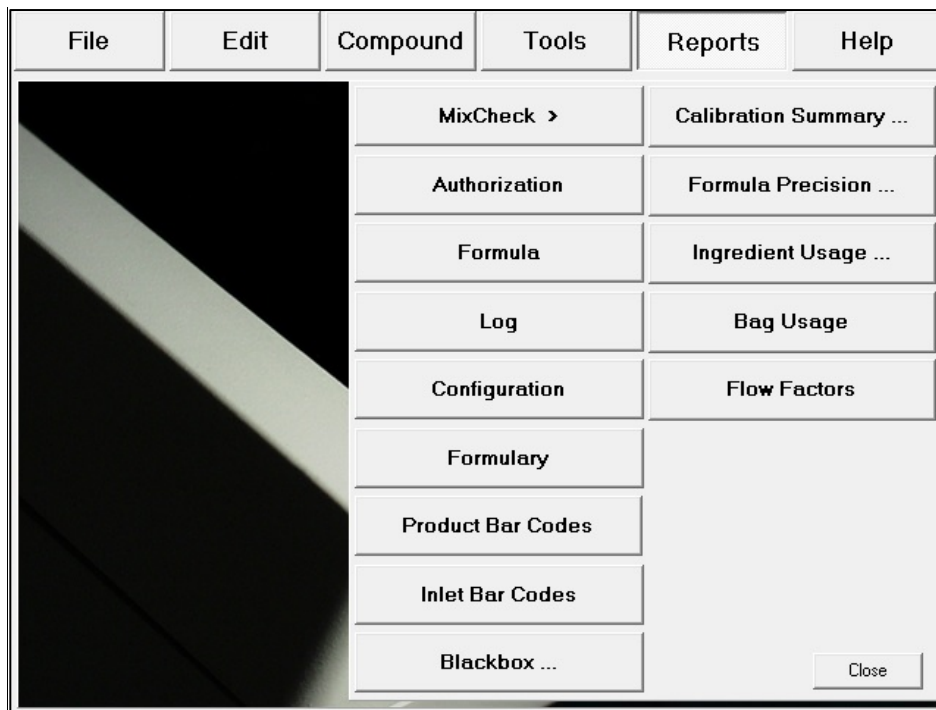 File Edit Compound Tools Reports Help
MixCheck >
Authorization
Formula
Log
Configuration
Formulary
Product Bar Codes
Inlet Bar Codes
Blackbox ...
Calibration Summary ...
Formula Precision ...
Ingredient Usage ...
Bag Usage
Flow Factors
Close